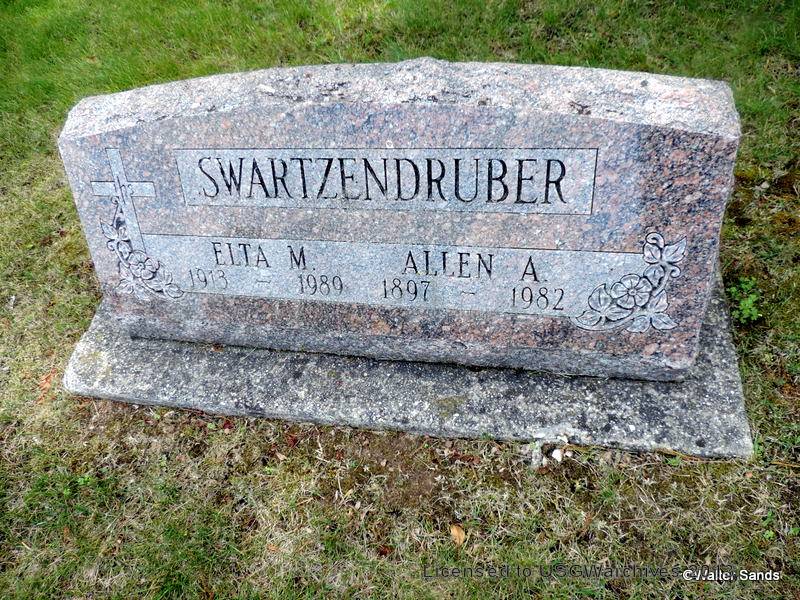 SWARTZENDRUBER
ELTA M. ALLEN A.
1913 – 1989 1897 – 1982
Licensed to USGWarchives
©Walter Sands